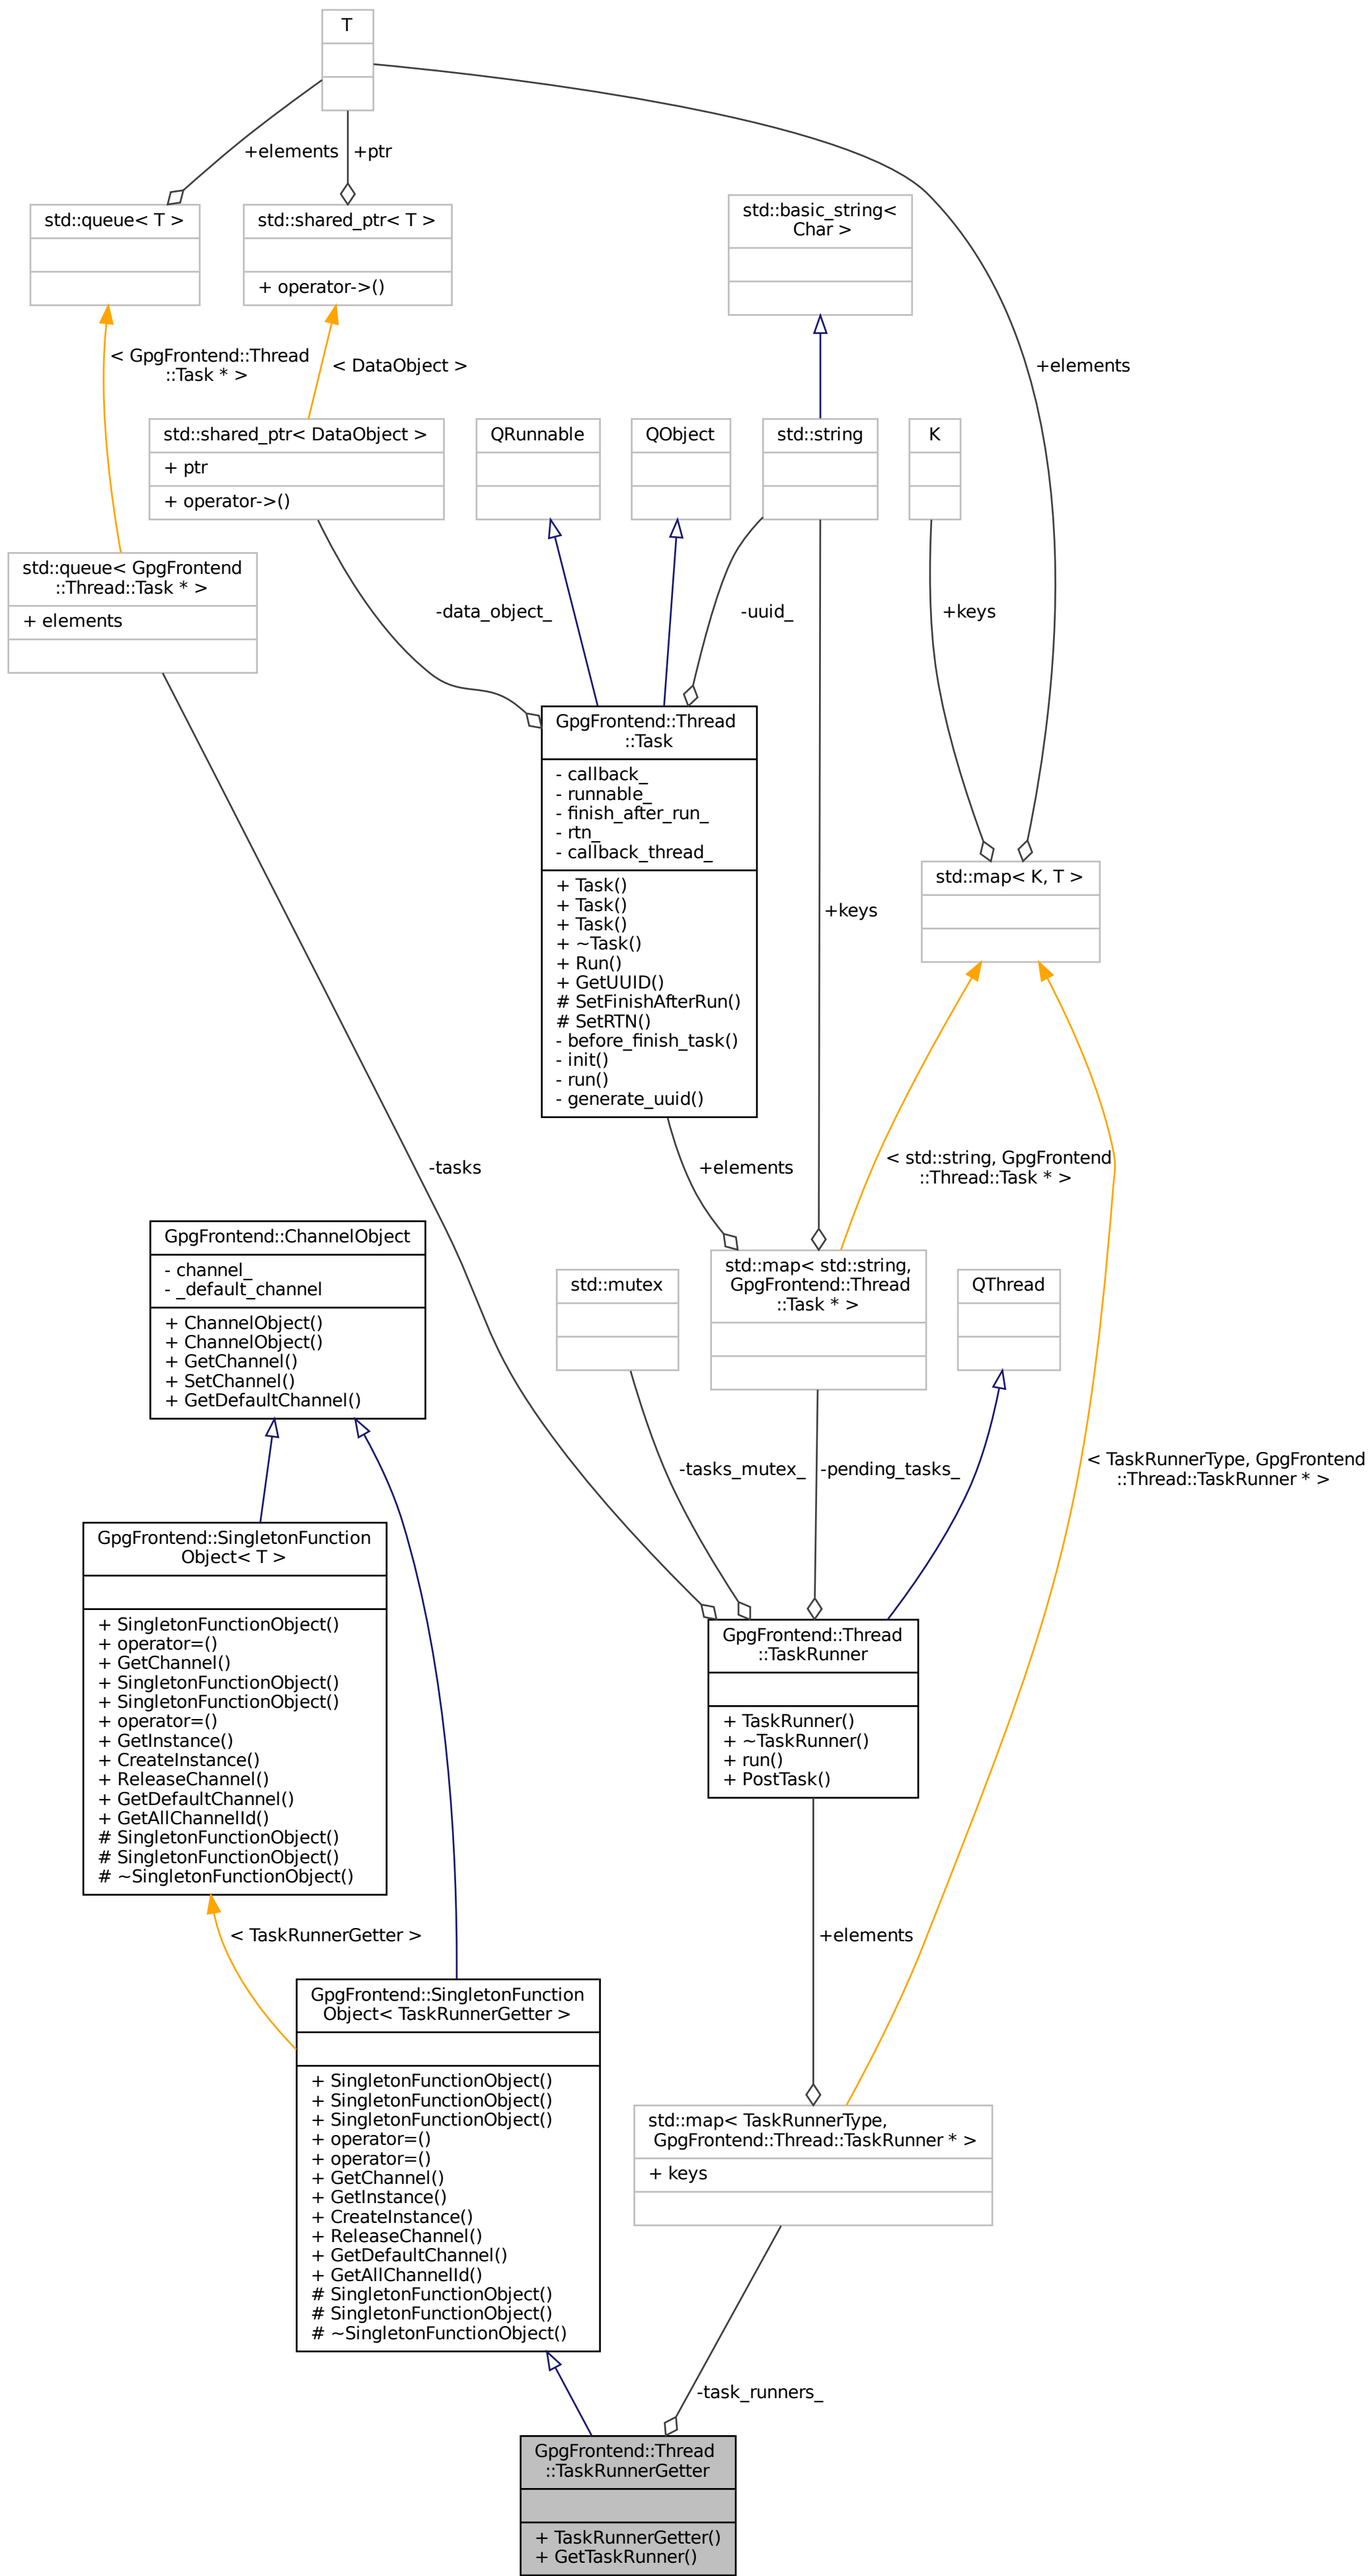 T
+elements
+ptr
std::queue< T >
std::shared_ptr< T >
+ operator->()
std::basic_string<
Char >
+elements
< GpgFrontend::Thread
::Task * >
< DataObject >
std::shared_ptr< DataObject >
+ ptr
+ operator->()
QRunnable
QObject
std::string
K
std::queue< GpgFrontend
::Thread::Task * >
+ elements
-data_object_
-uuid_
+keys
GpgFrontend::Thread
::Task
- callback_
- runnable_
- finish_after_run_
- rtn_
- callback_thread_
+ Task()
+ Task()
+ Task()
+ ~Task()
+ Run()
+ GetUUID()
# SetFinishAfterRun()
# SetRTN()
- before_finish_task()
- init()
- run()
- generate_uuid()
+keys
std::map< K, T >
-tasks
+elements
< std::string, GpgFrontend
::Thread::Task * >
GpgFrontend::ChannelObject
- channel_
- _default_channel
+ ChannelObject()
+ ChannelObject()
+ GetChannel()
+ SetChannel()
+ GetDefaultChannel()
std::mutex
std::map< std::string,
GpgFrontend::Thread
::Task * >
QThread
-tasks_mutex_
-pending_tasks_
< TaskRunnerType, GpgFrontend
::Thread::TaskRunner * >
GpgFrontend::SingletonFunction
Object< T >
+ SingletonFunctionObject()
+ operator=()
+ GetChannel()
+ SingletonFunctionObject()
+ SingletonFunctionObject()
+ operator=()
+ GetInstance()
+ CreateInstance()
+ ReleaseChannel()
+ GetDefaultChannel()
+ GetAllChannelId()
# SingletonFunctionObject()
# SingletonFunctionObject()
# ~SingletonFunctionObject()
GpgFrontend::Thread
::TaskRunner
+ TaskRunner()
+ ~TaskRunner()
+ run()
+ PostTask()
< TaskRunnerGetter >
+elements
GpgFrontend::SingletonFunction
Object< TaskRunnerGetter >
+ SingletonFunctionObject()
+ SingletonFunctionObject()
+ SingletonFunctionObject()
+ operator=()
+ operator=()
+ GetChannel()
+ GetInstance()
+ CreateInstance()
+ ReleaseChannel()
+ GetDefaultChannel()
+ GetAllChannelId()
# SingletonFunctionObject()
# SingletonFunctionObject()
# ~SingletonFunctionObject()
std::map< TaskRunnerType,
GpgFrontend::Thread::TaskRunner * >
+ keys
-task_runners_
GpgFrontend::Thread
::TaskRunnerGetter
+ TaskRunnerGetter()
+ GetTaskRunner()